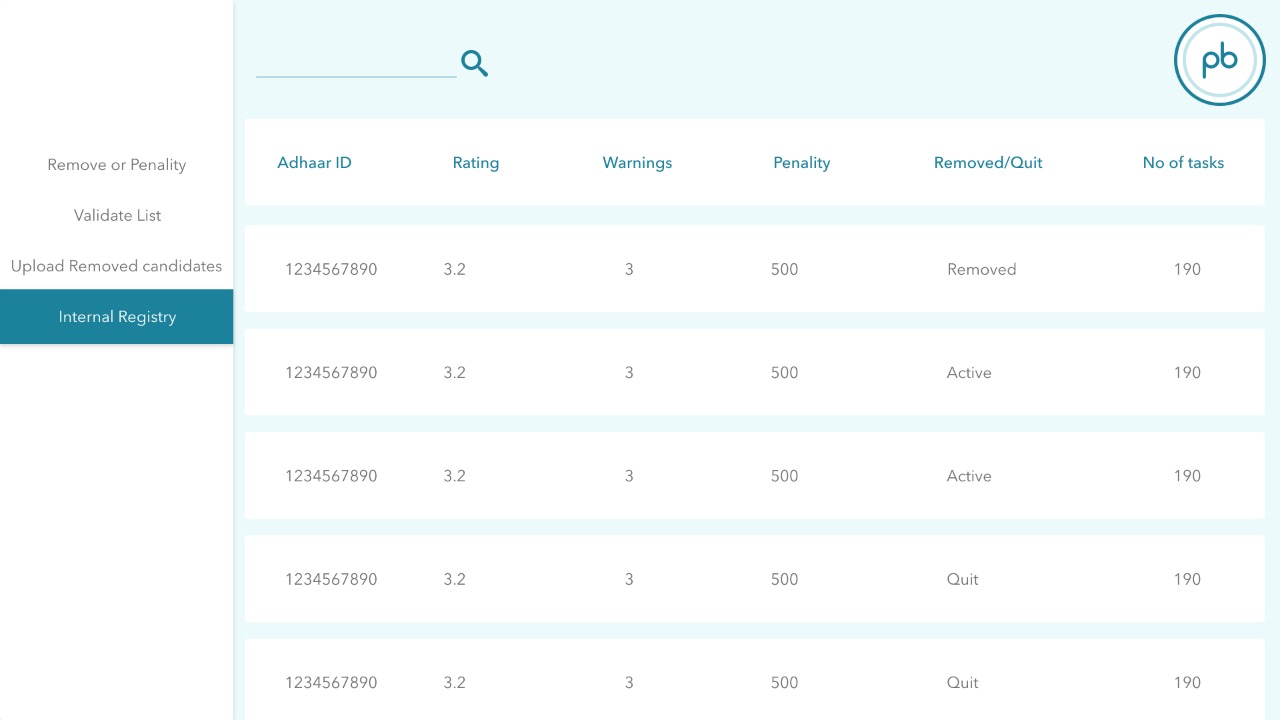 pb
Remove or Penality
Validate List
Upload Removed candidates
Internal Registry
Adhaar ID Rating Warnings Penality Removed/Quit No of tasks
1234567890 3.2 3 500 Removed 190
1234567890 3.2 3 500 Active 190
1234567890 3.2 3 500 Active 190
1234567890 3.2 3 500 Quit 190
1234567890 3.2 3 500 Quit 190